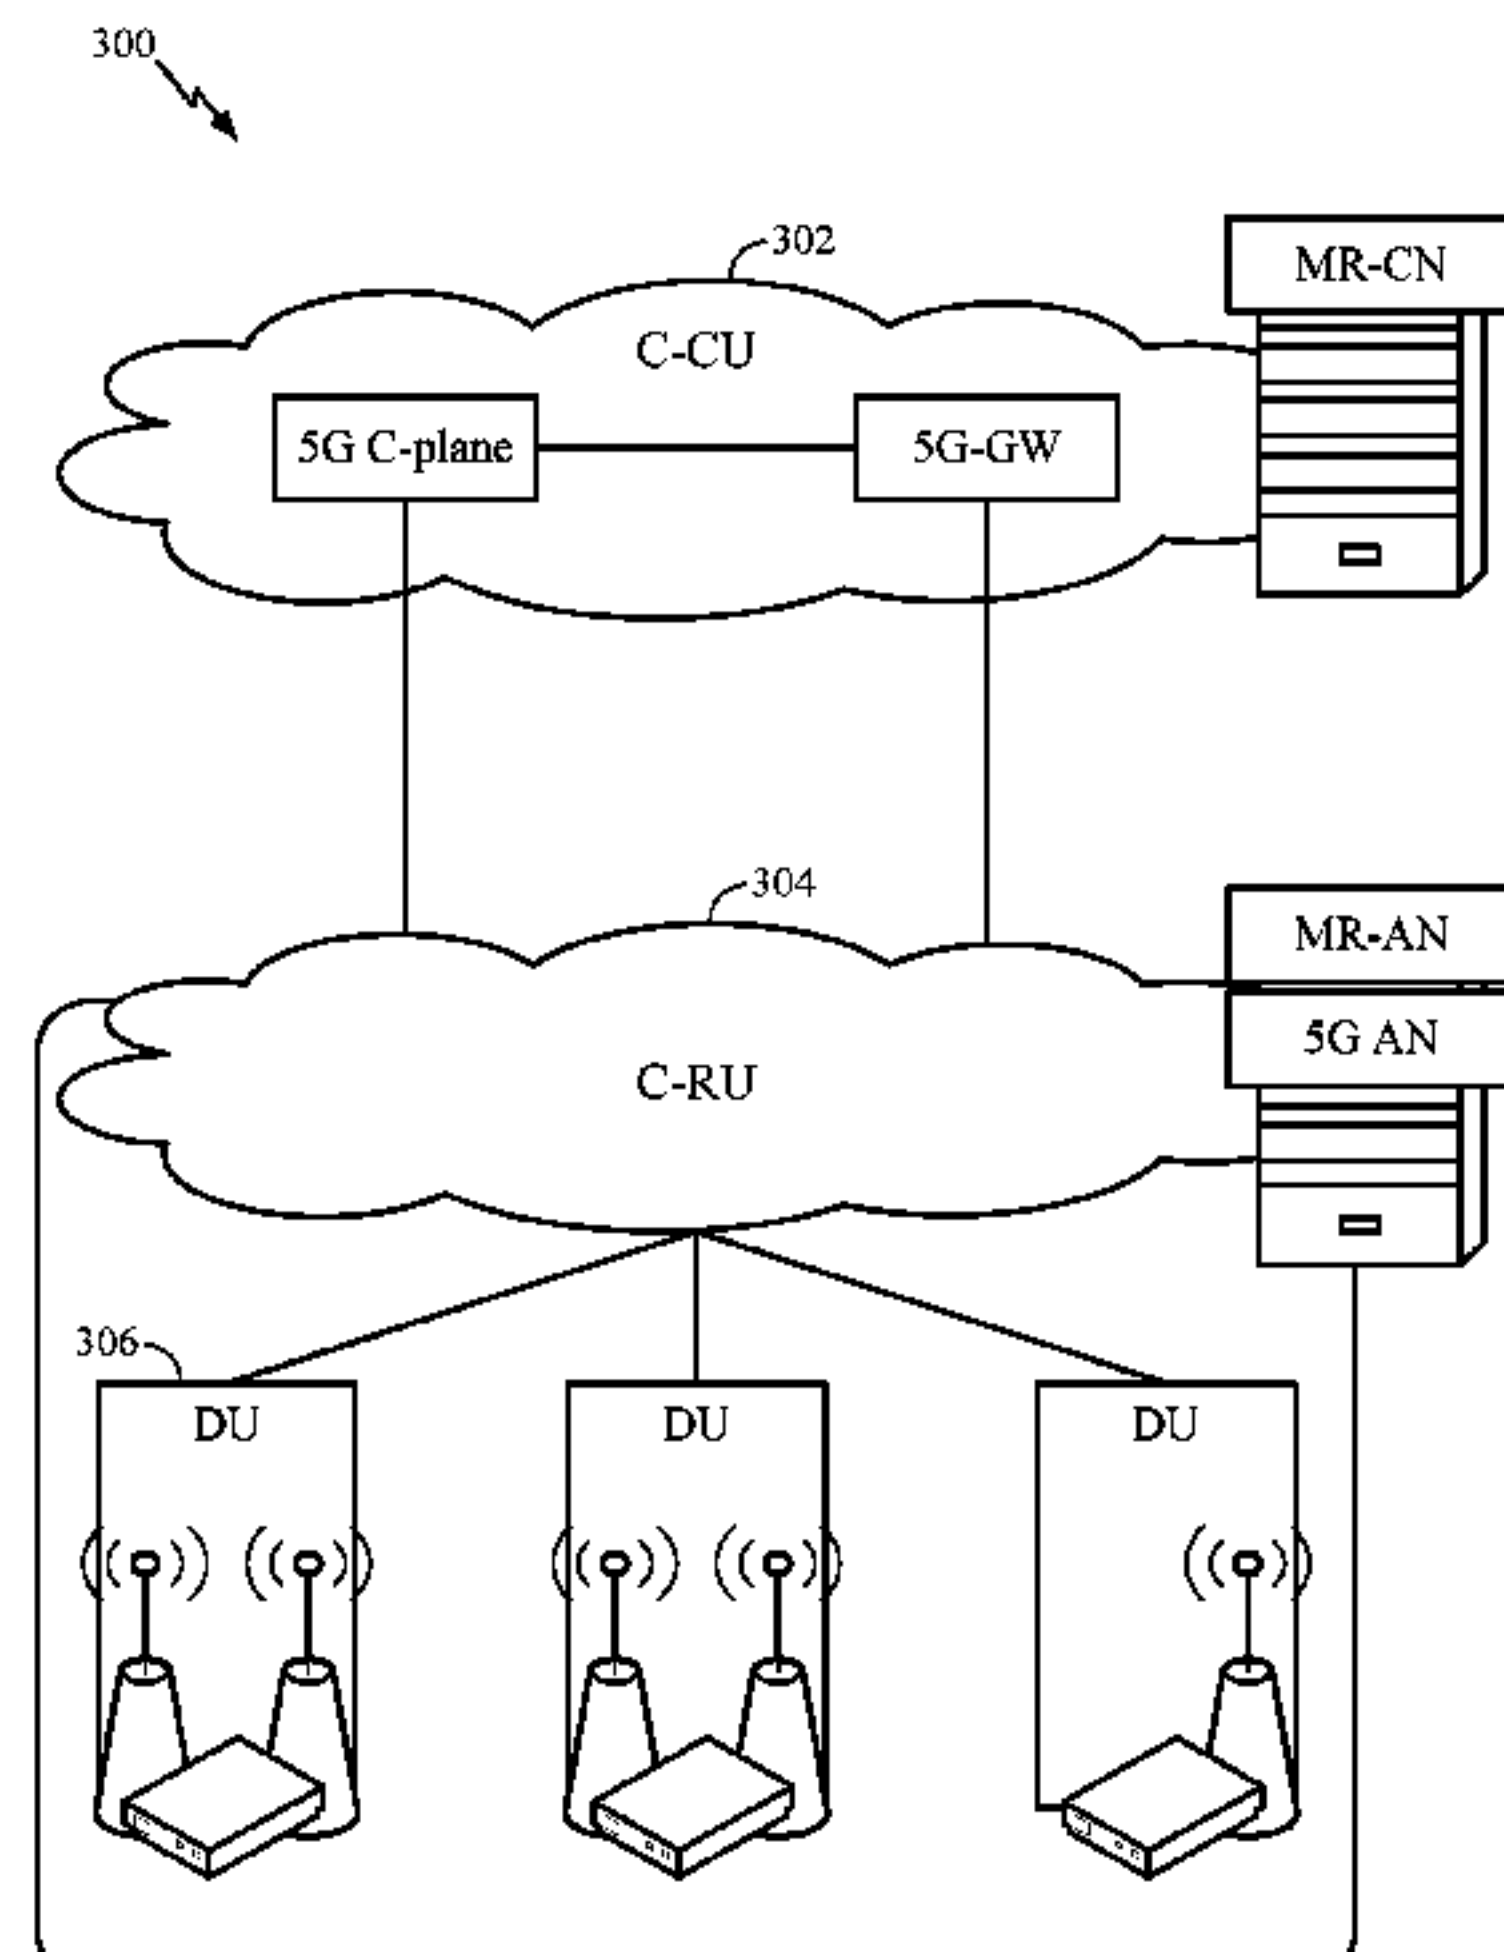 300
302
MR-CN
C-CU
5G C-plane
5G-GW
304
MR-AN
5G AN
C-RU
306
DU
DU
DU